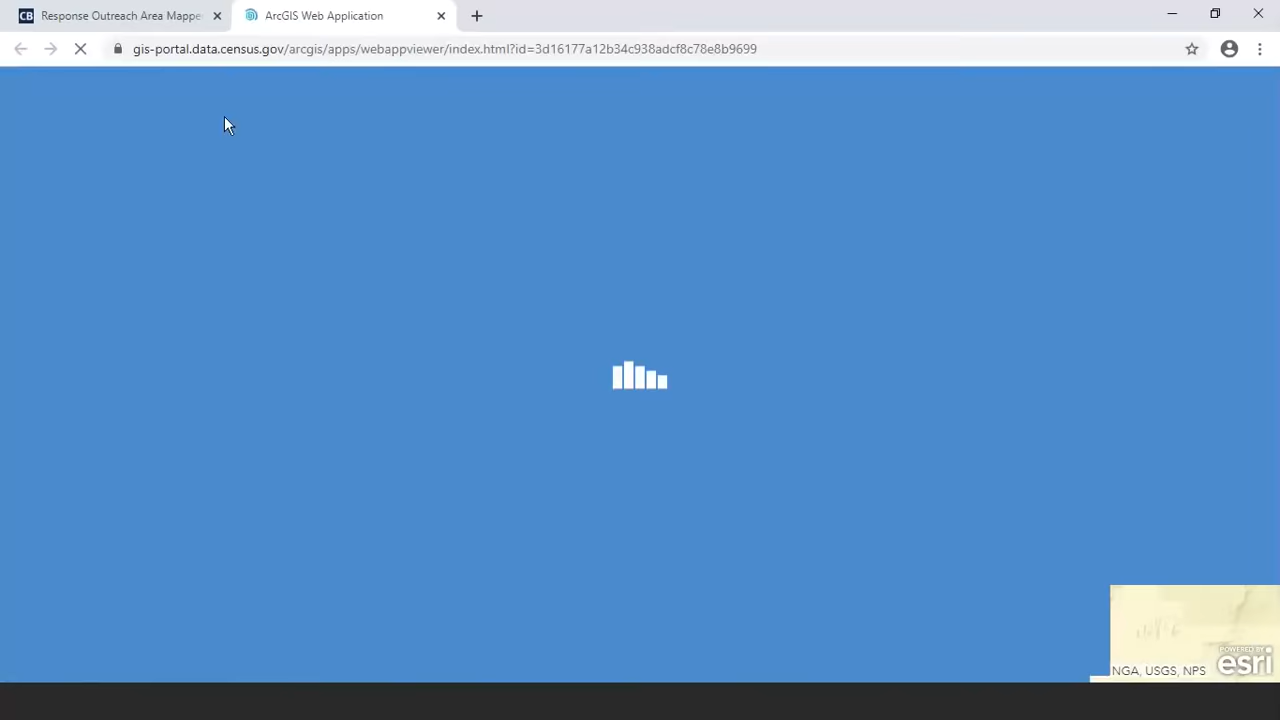 CB Response Outreach Area Mappe
ArcGIS Web Application
gis-portal.data.census.gov/arcgis/apps/webappviewer/index.html?id=3d16177a12b34c938adcf8c78e8b9699
POWERED BY
esri
NGA, USGS, NPS